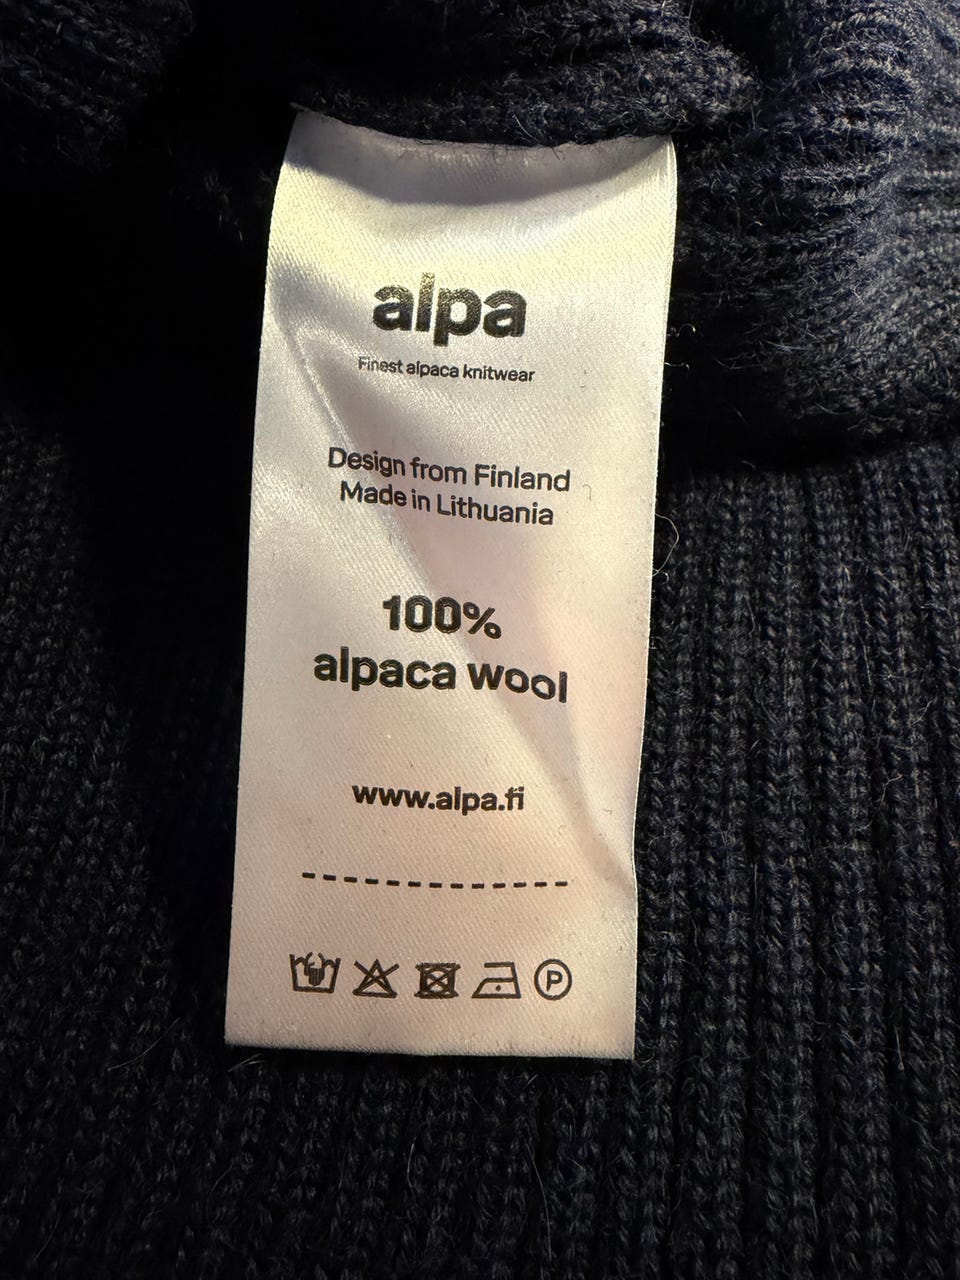 alpa
Finest alpaca knitwear
Design from Finland
Made in Lithuania
100%
alpaca wool
www.alpa.fi
P